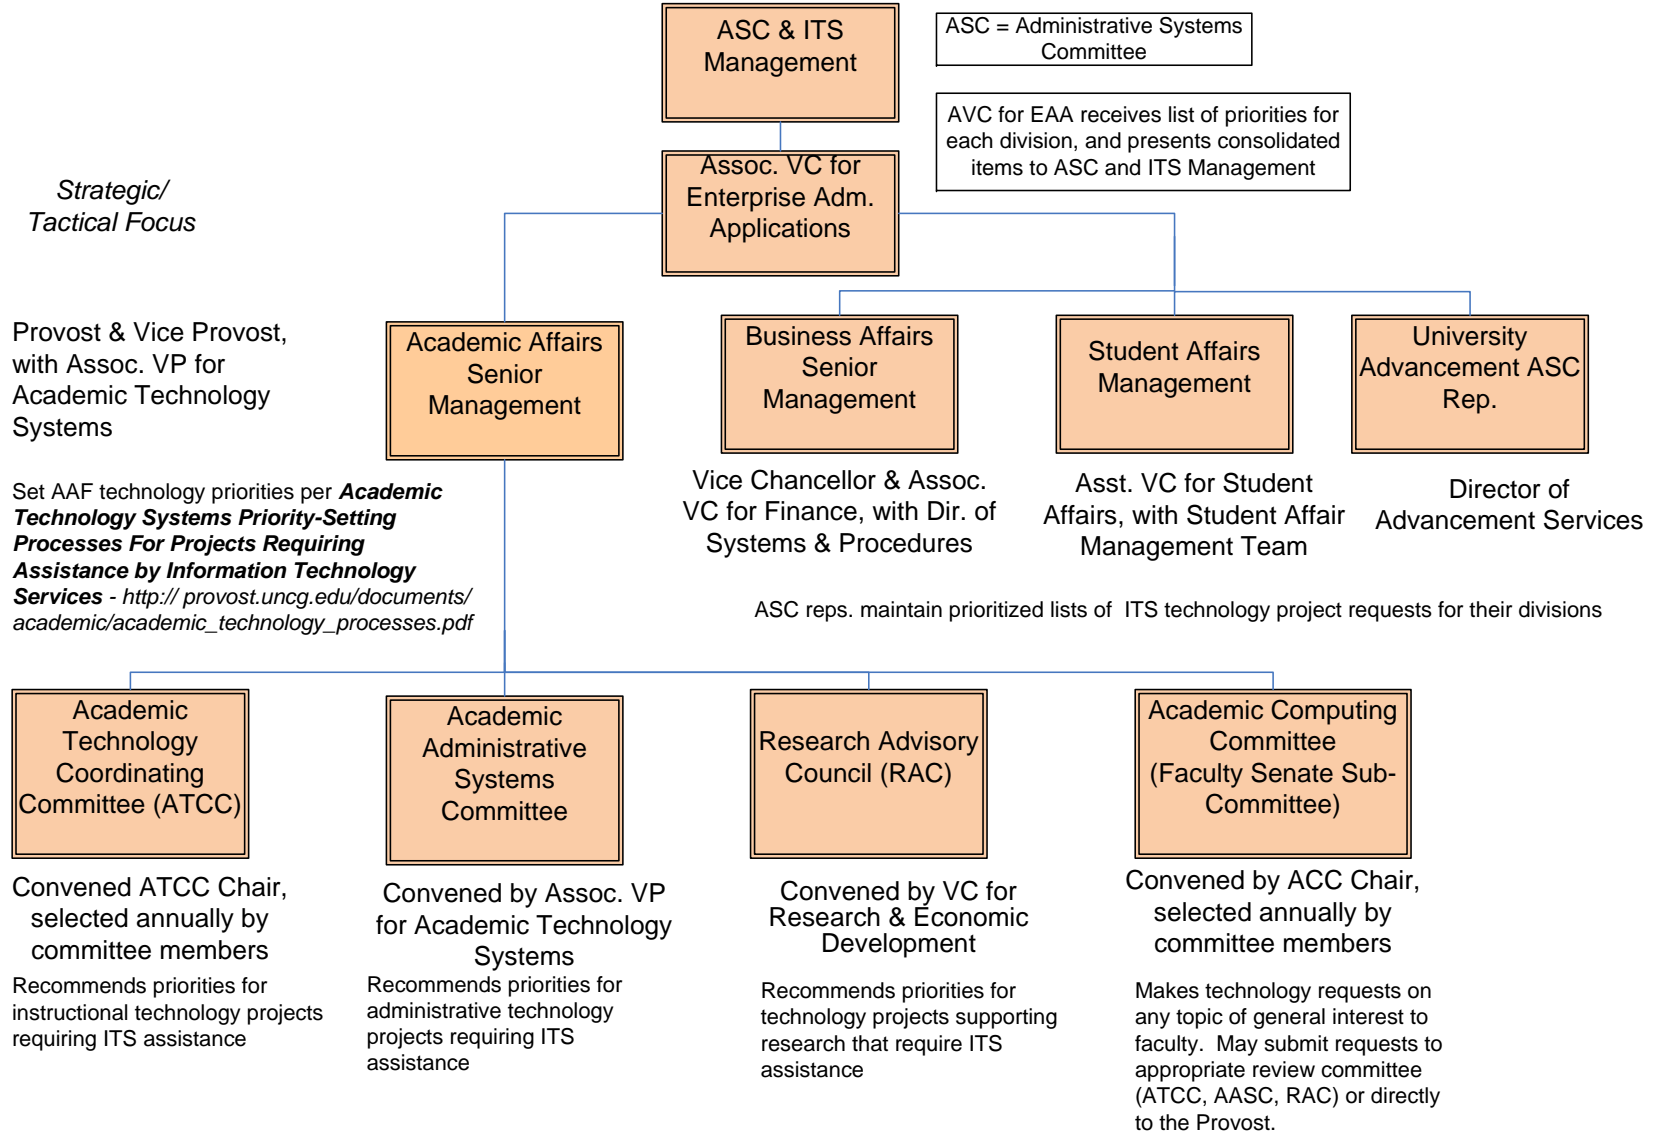 ASC & ITS
Management
ASC = Administrative Systems
Committee
AVC for EAA receives list of priorities for
each division, and presents consolidated
items to ASC and ITS Management
Assoc. VC for
Enterprise Adm.
Applications
Strategic/
Tactical Focus
Provost & Vice Provost,
with Assoc. VP for
Academic Technology
Systems
Academic Affairs
Senior
Management
Business Affairs
Senior
Management
Student Affairs
Management
University
Advancement ASC
Rep.
Set AAF technology priorities per Academic
Technology Systems Priority-Setting
Processes For Projects Requiring
Assistance by Information Technology
Services - http:// provost.uncg.edu/documents/
academic/academic_technology_processes.pdf
Vice Chancellor & Assoc.
VC for Finance, with Dir. of
Systems & Procedures
Asst. VC for Student
Affairs, with Student Affair
Management Team
Director of
Advancement Services
ASC reps. maintain prioritized lists of  ITS technology project requests for their divisions
Academic
Technology
Coordinating
Committee (ATCC)
Academic
Administrative
Systems
Committee
Research Advisory
Council (RAC)
Academic Computing
Committee
(Faculty Senate Sub-
Committee)
Convened ATCC Chair,
selected annually by
committee members
Recommends priorities for
instructional technology projects
requiring ITS assistance
Convened by Assoc. VP
for Academic Technology
Systems
Recommends priorities for
administrative technology
projects requiring ITS
assistance
Convened by VC for
Research & Economic
Development
Recommends priorities for
technology projects supporting
research that require ITS
assistance
Convened by ACC Chair,
selected annually by
committee members
Makes technology requests on
any topic of general interest to
faculty.  May submit requests to
appropriate review committee
(ATCC, AASC, RAC) or directly
to the Provost.